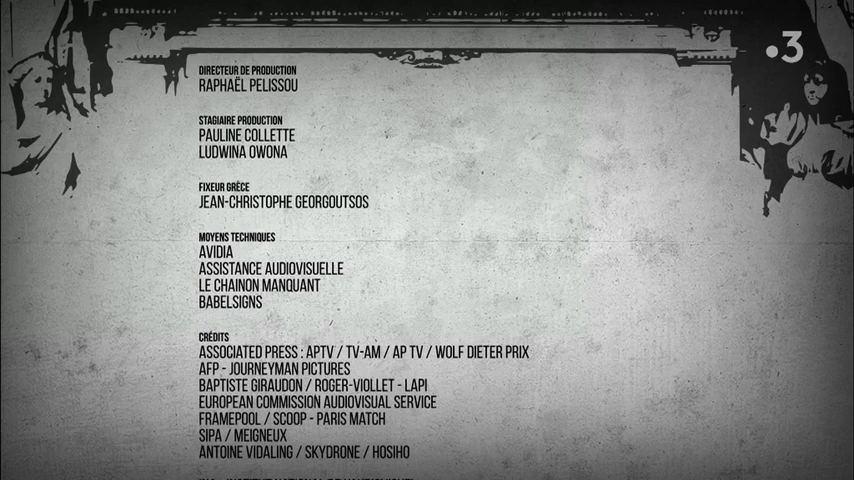 3
DIRECTEUR DE PRODUCTION
RAPHAËL PELISSOU
STAGIAIRE PRODUCTION
PAULINE COLLETTE
LUDWINA OWONA
FIXEUR GRÈCE
JEAN-CHRISTOPHE GEORGOUTSOS
MOYENS TECHNIQUES
AVIDIA
ASSISTANCE AUDIOVISUELLE
LE CHAINON MANQUANT
BABELSIGNS
CRÉDITS
ASSOCIATED PRESS : APTV / TV-AM / AP TV / WOLF DIETER PRIX
AFP - JOURNEYMAN PICTURES
BAPTISTE GIRAUDON / ROGER-VIOLLET - LAPI
EUROPEAN COMMISSION AUDIOVISUAL SERVICE
FRAMEPOOL / SCOOP - PARIS MATCH
SIPA / MEIGNEUX
ANTOINE VIDALING / SKYDRONE / HOSIHO